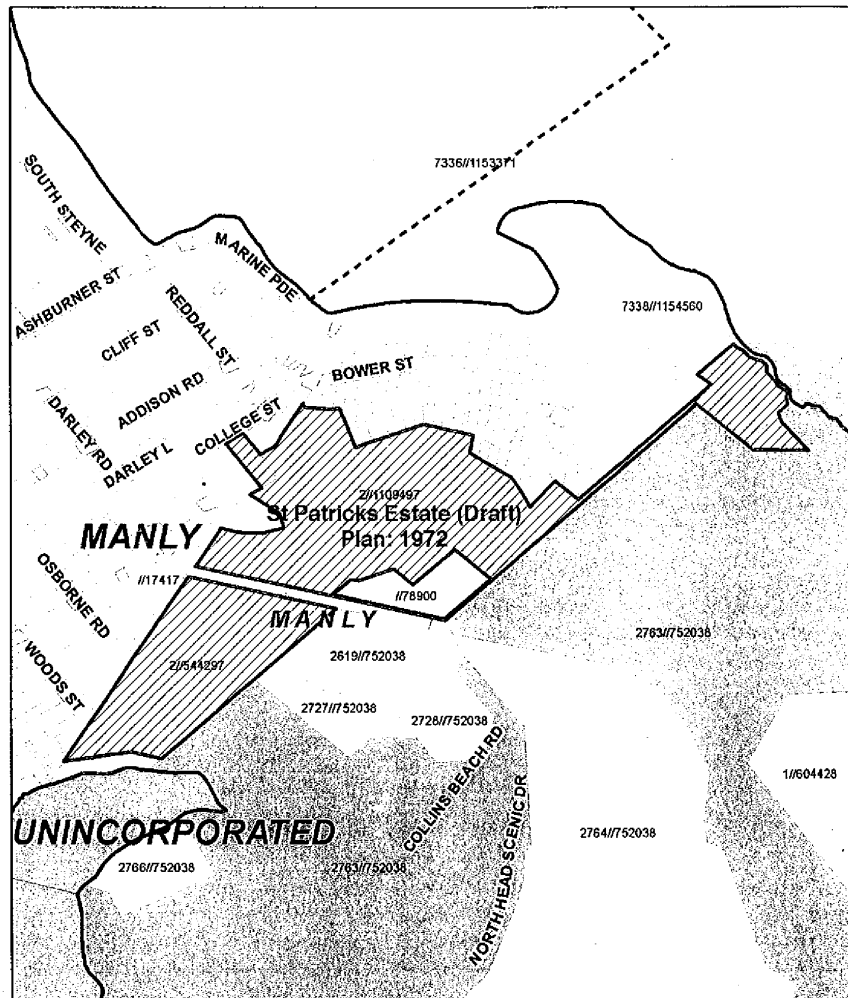 7336//1153371
SOUTH STEYNE
MARINE PDE
ASHBURNER ST
REDDALL ST
7338//1154560
CLIFF ST
BOWER ST
ADDISON RD
DARLEY RD
COLLEGE ST
DARLEY L
2//1109497
St Patricks Estate (Draft)
Plan: 1972
MANLY
OSBORNE RD
//17417
//78900
MANLY
2763//752038
2619//752038
2//544297
WOODS ST
2727//752038
2728//752038
COLLINS BEACH RD
1//604428
UNINCORPORATED
2764//752038
2766//752038
2763//752038
NORTH HEAD SCENIC DR